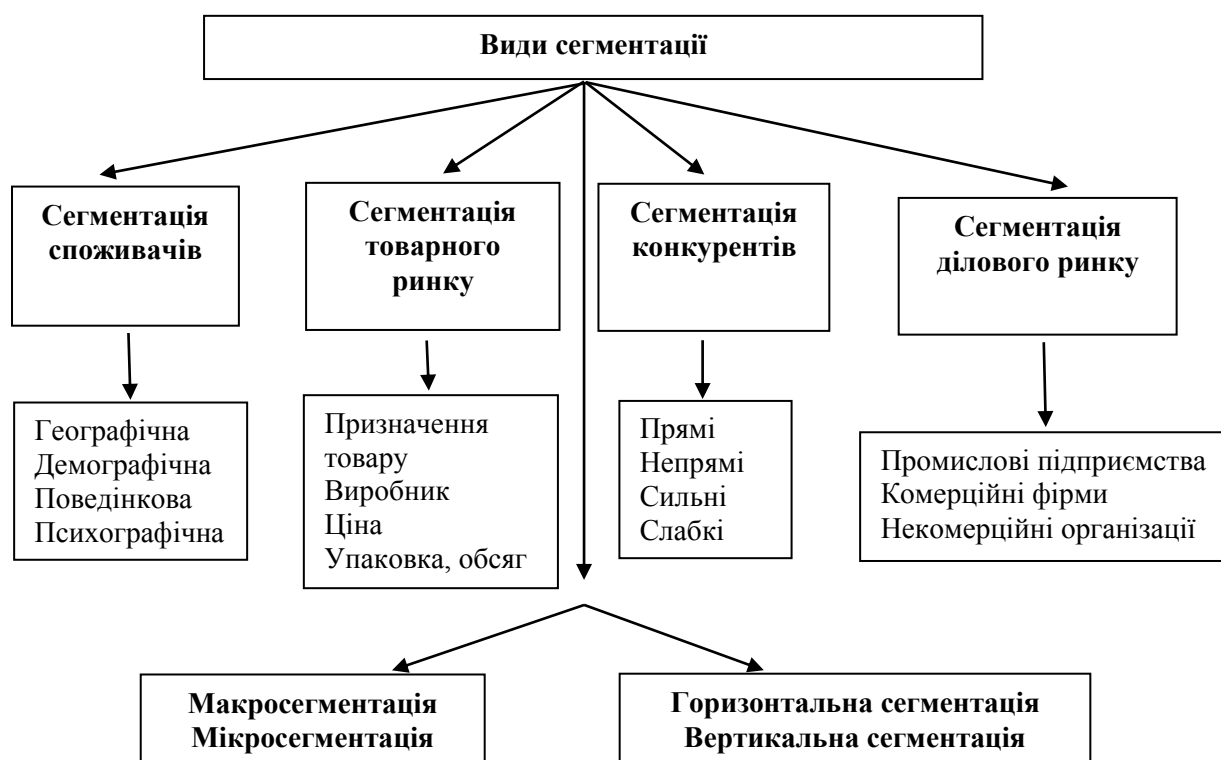 Види сегментації
Сегментація
споживачів
Сегментація
товарного
ринку
Сегментація
конкурентів
Сегментація
ділового ринку
Географічна
Демографічна
Поведінкова
Психографічна
Призначення
товару
Виробник
Ціна
Упаковка, обсяг
Прямі
Непрямі
Сильні
Слабкі
Промислові підприємства
Комерційні фірми
Некомерційні організації
Макросегментація
Мікросегментація
Горизонтальна сегментація
Вертикальна сегментація